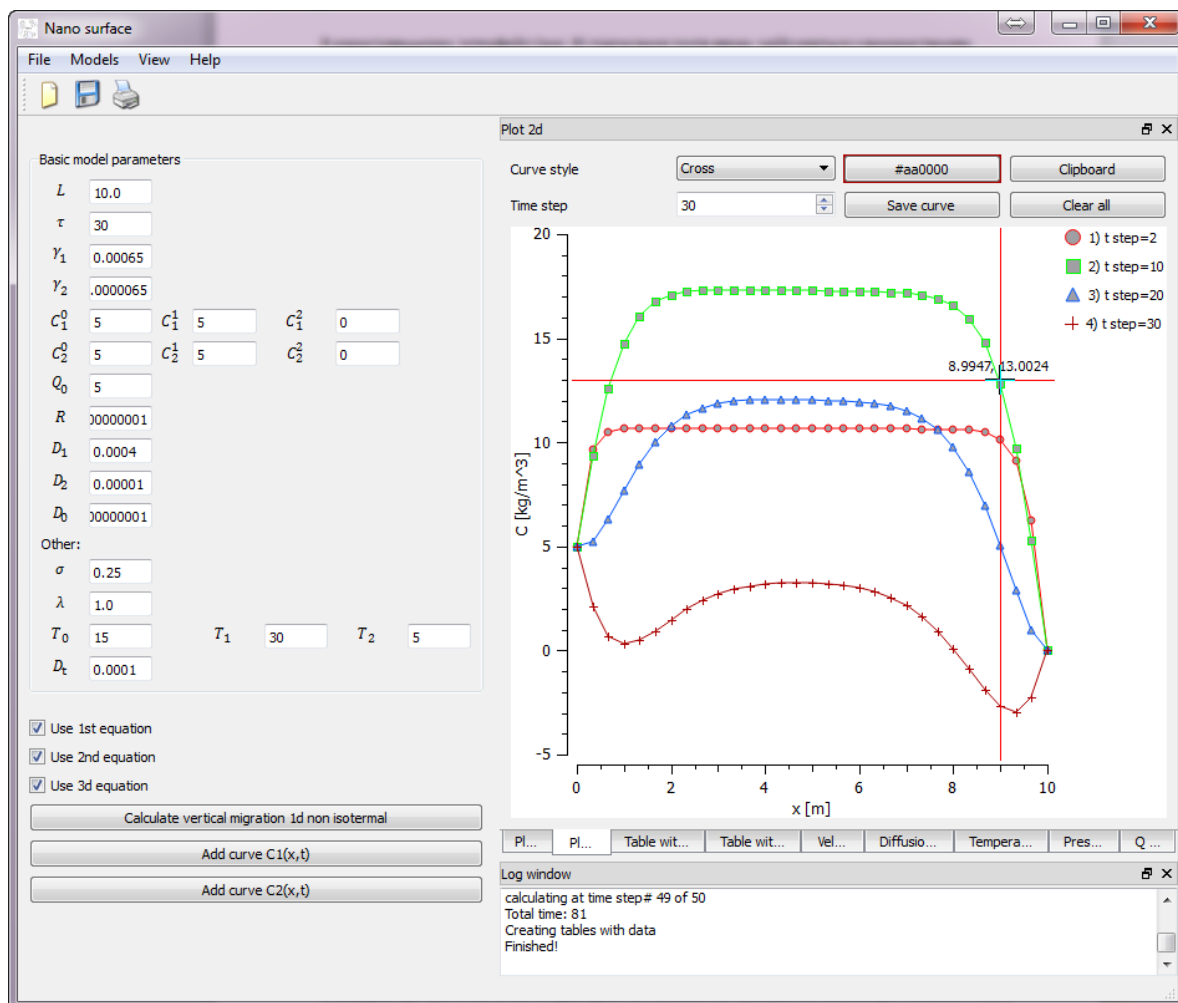 Nano surface
File Models View Help
Plot 2d
Basic model parameters
L 10.0
τ 30
γ1 0.00065
γ2 .0000065
C₁⁰ 5 C₁¹ 5 C₁² 0
C₂⁰ 5 C₂¹ 5 C₂² 0
Q0 5
R 00000001
D1 0.0004
D2 0.00001
D0 00000001
Other:
σ 0.25
λ 1.0
T0 15 T1 30 T2 5
Dt 0.0001
Use 1st equation
Use 2nd equation
Use 3d equation
Calculate vertical migration 1d non isotermal
Add curve C1(x,t)
Add curve C2(x,t)
Curve style Cross #aa0000 Clipboard
Time step 30 Save curve Clear all
1) t step=2
2) t step=10
3) t step=20
4) t step=30
8.9947, 13.0024
20
15
10
5
0
-5
C [kg/m^3]
0 2 4 6 8 10
x [m]
Pl... Pl... Table wit... Table wit... Vel... Diffusio... Tempera... Pres... Q ...
Log window
calculating at time step# 49 of 50
Total time: 81
Creating tables with data
Finished!